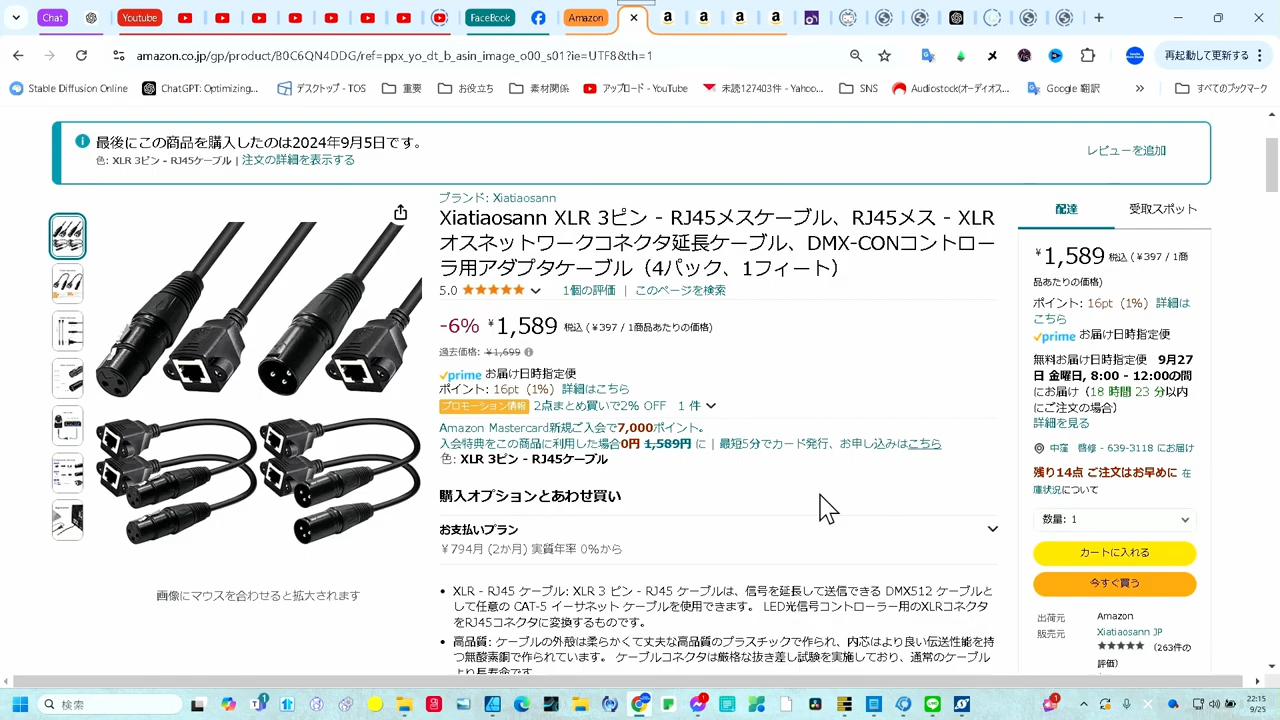 Chat
Youtube
FaceBook
Amazon
amazon.co.jp/gp/product/B0C6QN4DDG/ref=ppx_yo_dt_b_asin_image_o00_s01?ie=UTF8&th=1
再起動して更新する
Stable Diffusion Online
ChatGPT: Optimizing...
デスクトップ - TOS
重要
お役立ち
素材関係
アップロード - YouTube
未読127403件 - Yahoo...
SNS
Audiostock(オーディオス...
Google 翻訳
»
すべてのブックマーク
最後にこの商品を購入したのは2024年9月5日です。
色: XLR 3ピン - RJ45ケーブル | 注文の詳細を表示する
レビューを追加
ブランド: Xiatiaosann
Xiatiaosann XLR 3ピン - RJ45メスケーブル、RJ45メス - XLR
オスネットワークコネクタ延長ケーブル、DMX-CONコントロー
ラ用アダプタケーブル（4パック、1フィート）
5.0
1個の評価 | このページを検索
-6% ¥1,589 税込 (¥397 / 1商品あたりの価格)
過去価格: ¥1,699
prime お届け日時指定便
ポイント: 16pt (1%) 詳細はこちら
プロモーション情報 2点まとめ買いで2% OFF 1 件
Amazon Mastercard新規ご入会で7,000ポイント。
入会特典をこの商品に利用した場合0円 1,589円 に | 最短5分でカード発行、お申し込みはこちら
色: XLR 3ピン - RJ45ケーブル
購入オプションとあわせ買い
お支払いプラン
￥794月 (2か月) 実質年率 0%から
• XLR - RJ45 ケーブル: XLR 3 ピン - RJ45 ケーブルは、信号を延長して送信できる DMX512 ケーブルと
して任意の CAT-5 イーサネット ケーブルを使用できます。 LED光信号コントローラー用のXLRコネクタ
をRJ45コネクタに変換するものです。
• 高品質: ケーブルの外殻は柔らかくて丈夫な高品質のプラスチックで作られ、内芯はより良い伝送性能を持
つ無酸素銅で作られています。 ケーブルコネクタは厳格な抜き差し試験を実施しており、通常のケーブル
より長寿命です。
画像にマウスを合わせると拡大されます
配達
受取スポット
¥1,589 税込 (¥397 / 1商
品あたりの価格)
ポイント: 16pt (1%) 詳細は
こちら
prime お届け日時指定便
無料お届け日時指定便 9月27
日 金曜日, 8:00 - 12:00の間
にお届け (18 時間 23 分以内
にご注文の場合)
詳細を見る
中窪 啓修 - 639-3118 にお届け
残り14点 ご注文はお早めに 在
庫状況について
数量: 1
カートに入れる
今すぐ買う
出荷元 Amazon
販売元 Xiatiaosann JP
(263件の
評価)
検索
22:15
9/25